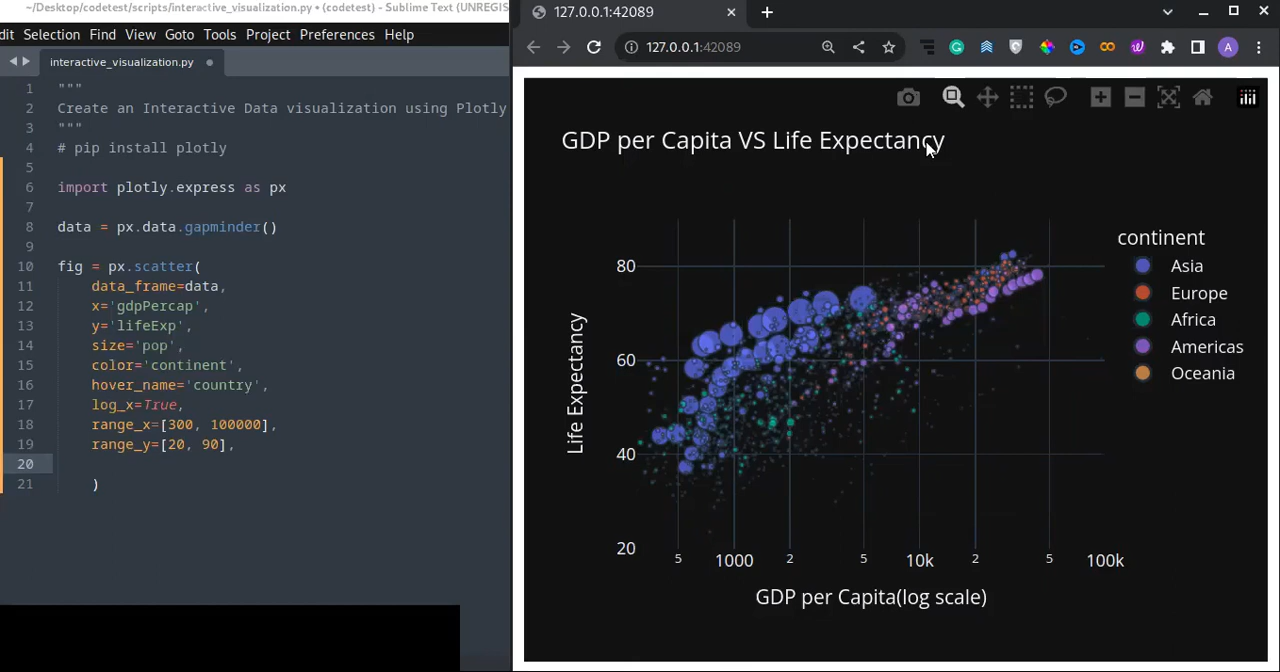 ~/Desktop/codetest/scripts/interactive_visualization.py • (codetest) - Sublime Text (UNREGIS
dit Selection Find View Goto Tools Project Preferences Help
interactive_visualization.py
1 """
2 Create an Interactive Data visualization using Plotly
3 """
4 # pip install plotly
5
6 import plotly.express as px
7
8 data = px.data.gapminder()
9
10 fig = px.scatter(
11 data_frame=data,
12 x='gdpPercap',
13 y='lifeExp',
14 size='pop',
15 color='continent',
16 hover_name='country',
17 log_x=True,
18 range_x=[300, 100000],
19 range_y=[20, 90],
20
21 )
127.0.0.1:42089
127.0.0.1:42089
A
GDP per Capita VS Life Expectancy
continent
Asia
Europe
Africa
Americas
Oceania
Life Expectancy
80
60
40
20
5 1000 2 5 10k 2 5 100k
GDP per Capita(log scale)